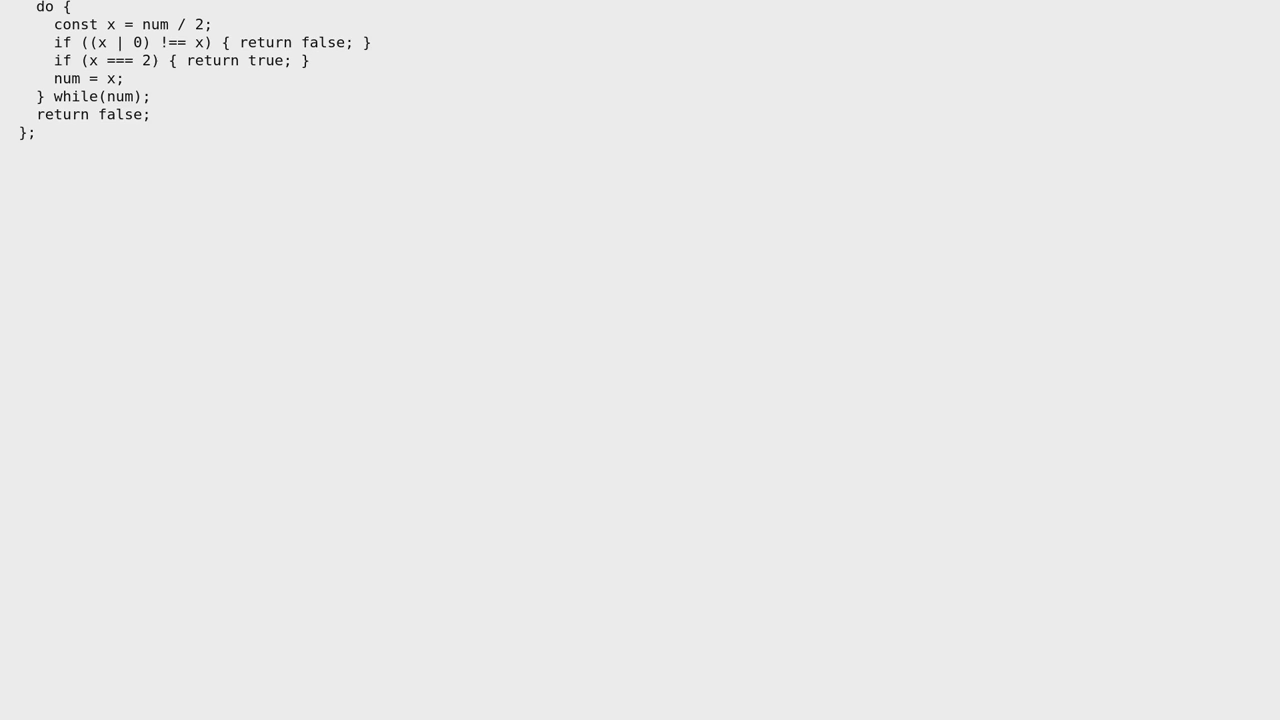 do {
    const x = num / 2;
    if ((x | 0) !== x) { return false; }
    if (x === 2) { return true; }
    num = x;
  } while(num);
  return false;
};